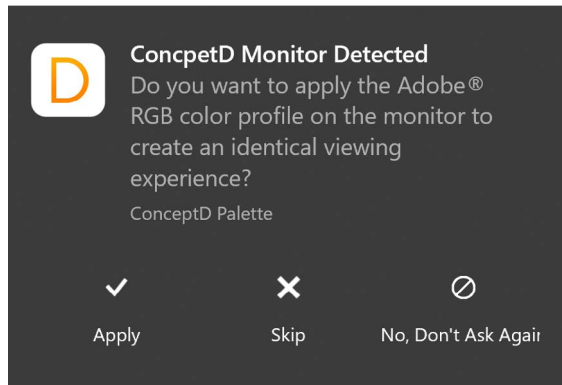 D
ConcpetD Monitor Detected
Do you want to apply the Adobe®
RGB color profile on the monitor to
create an identical viewing
experience?
ConceptD Palette
Apply Skip No, Don't Ask Agair